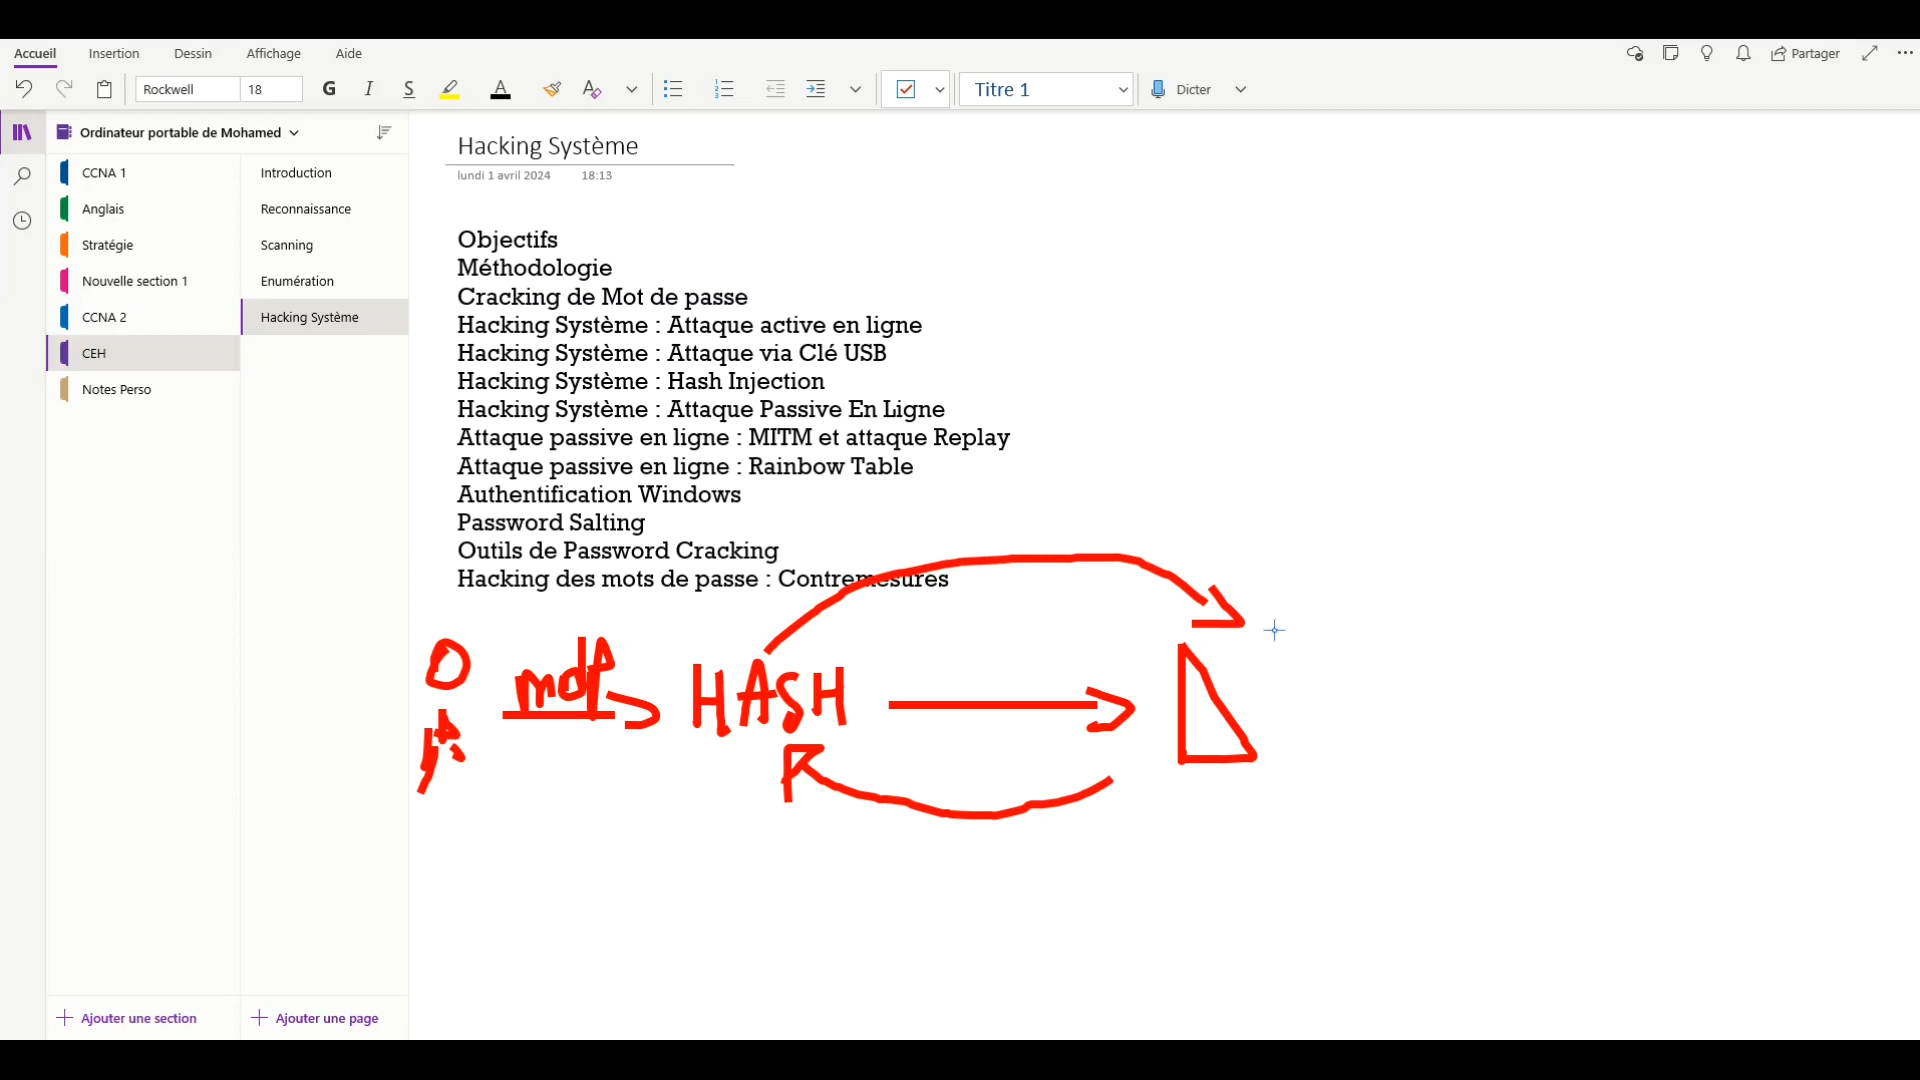 Accueil Insertion Dessin Affichage Aide Partager
Rockwell 18 G I S A A Titre 1 Dicter
Ordinateur portable de Mohamed
CCNA 1
Anglais
Stratégie
Nouvelle section 1
CCNA 2
CEH
Notes Perso
Ajouter une section
Introduction
Reconnaissance
Scanning
Enumération
Hacking Système
Ajouter une page
Hacking Système
lundi 1 avril 2024 18:13
Objectifs
Méthodologie
Cracking de Mot de passe
Hacking Système : Attaque active en ligne
Hacking Système : Attaque via Clé USB
Hacking Système : Hash Injection
Hacking Système : Attaque Passive En Ligne
Attaque passive en ligne : MITM et attaque Replay
Attaque passive en ligne : Rainbow Table
Authentification Windows
Password Salting
Outils de Password Cracking
Hacking des mots de passe : Contremesures
mdp HASH